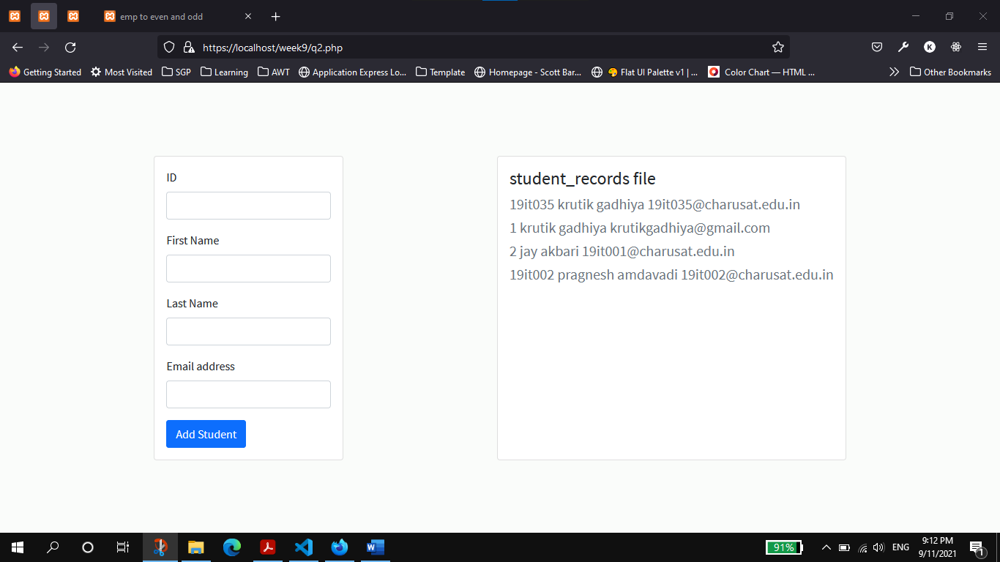 emp to even and odd
https://localhost/week9/q2.php
K
Getting Started Most Visited SGP Learning AWT Application Express Lo... Template Homepage - Scott Bar... Flat UI Palette v1 | ... Color Chart — HTML ... Other Bookmarks
ID
First Name
Last Name
Email address
Add Student
student_records file
19it035 krutik gadhiya 19it035@charusat.edu.in
1 krutik gadhiya krutikgadhiya@gmail.com
2 jay akbari 19it001@charusat.edu.in
19it002 pragnesh amdavadi 19it002@charusat.edu.in
91%
ENG
9:12 PM
9/11/2021
1